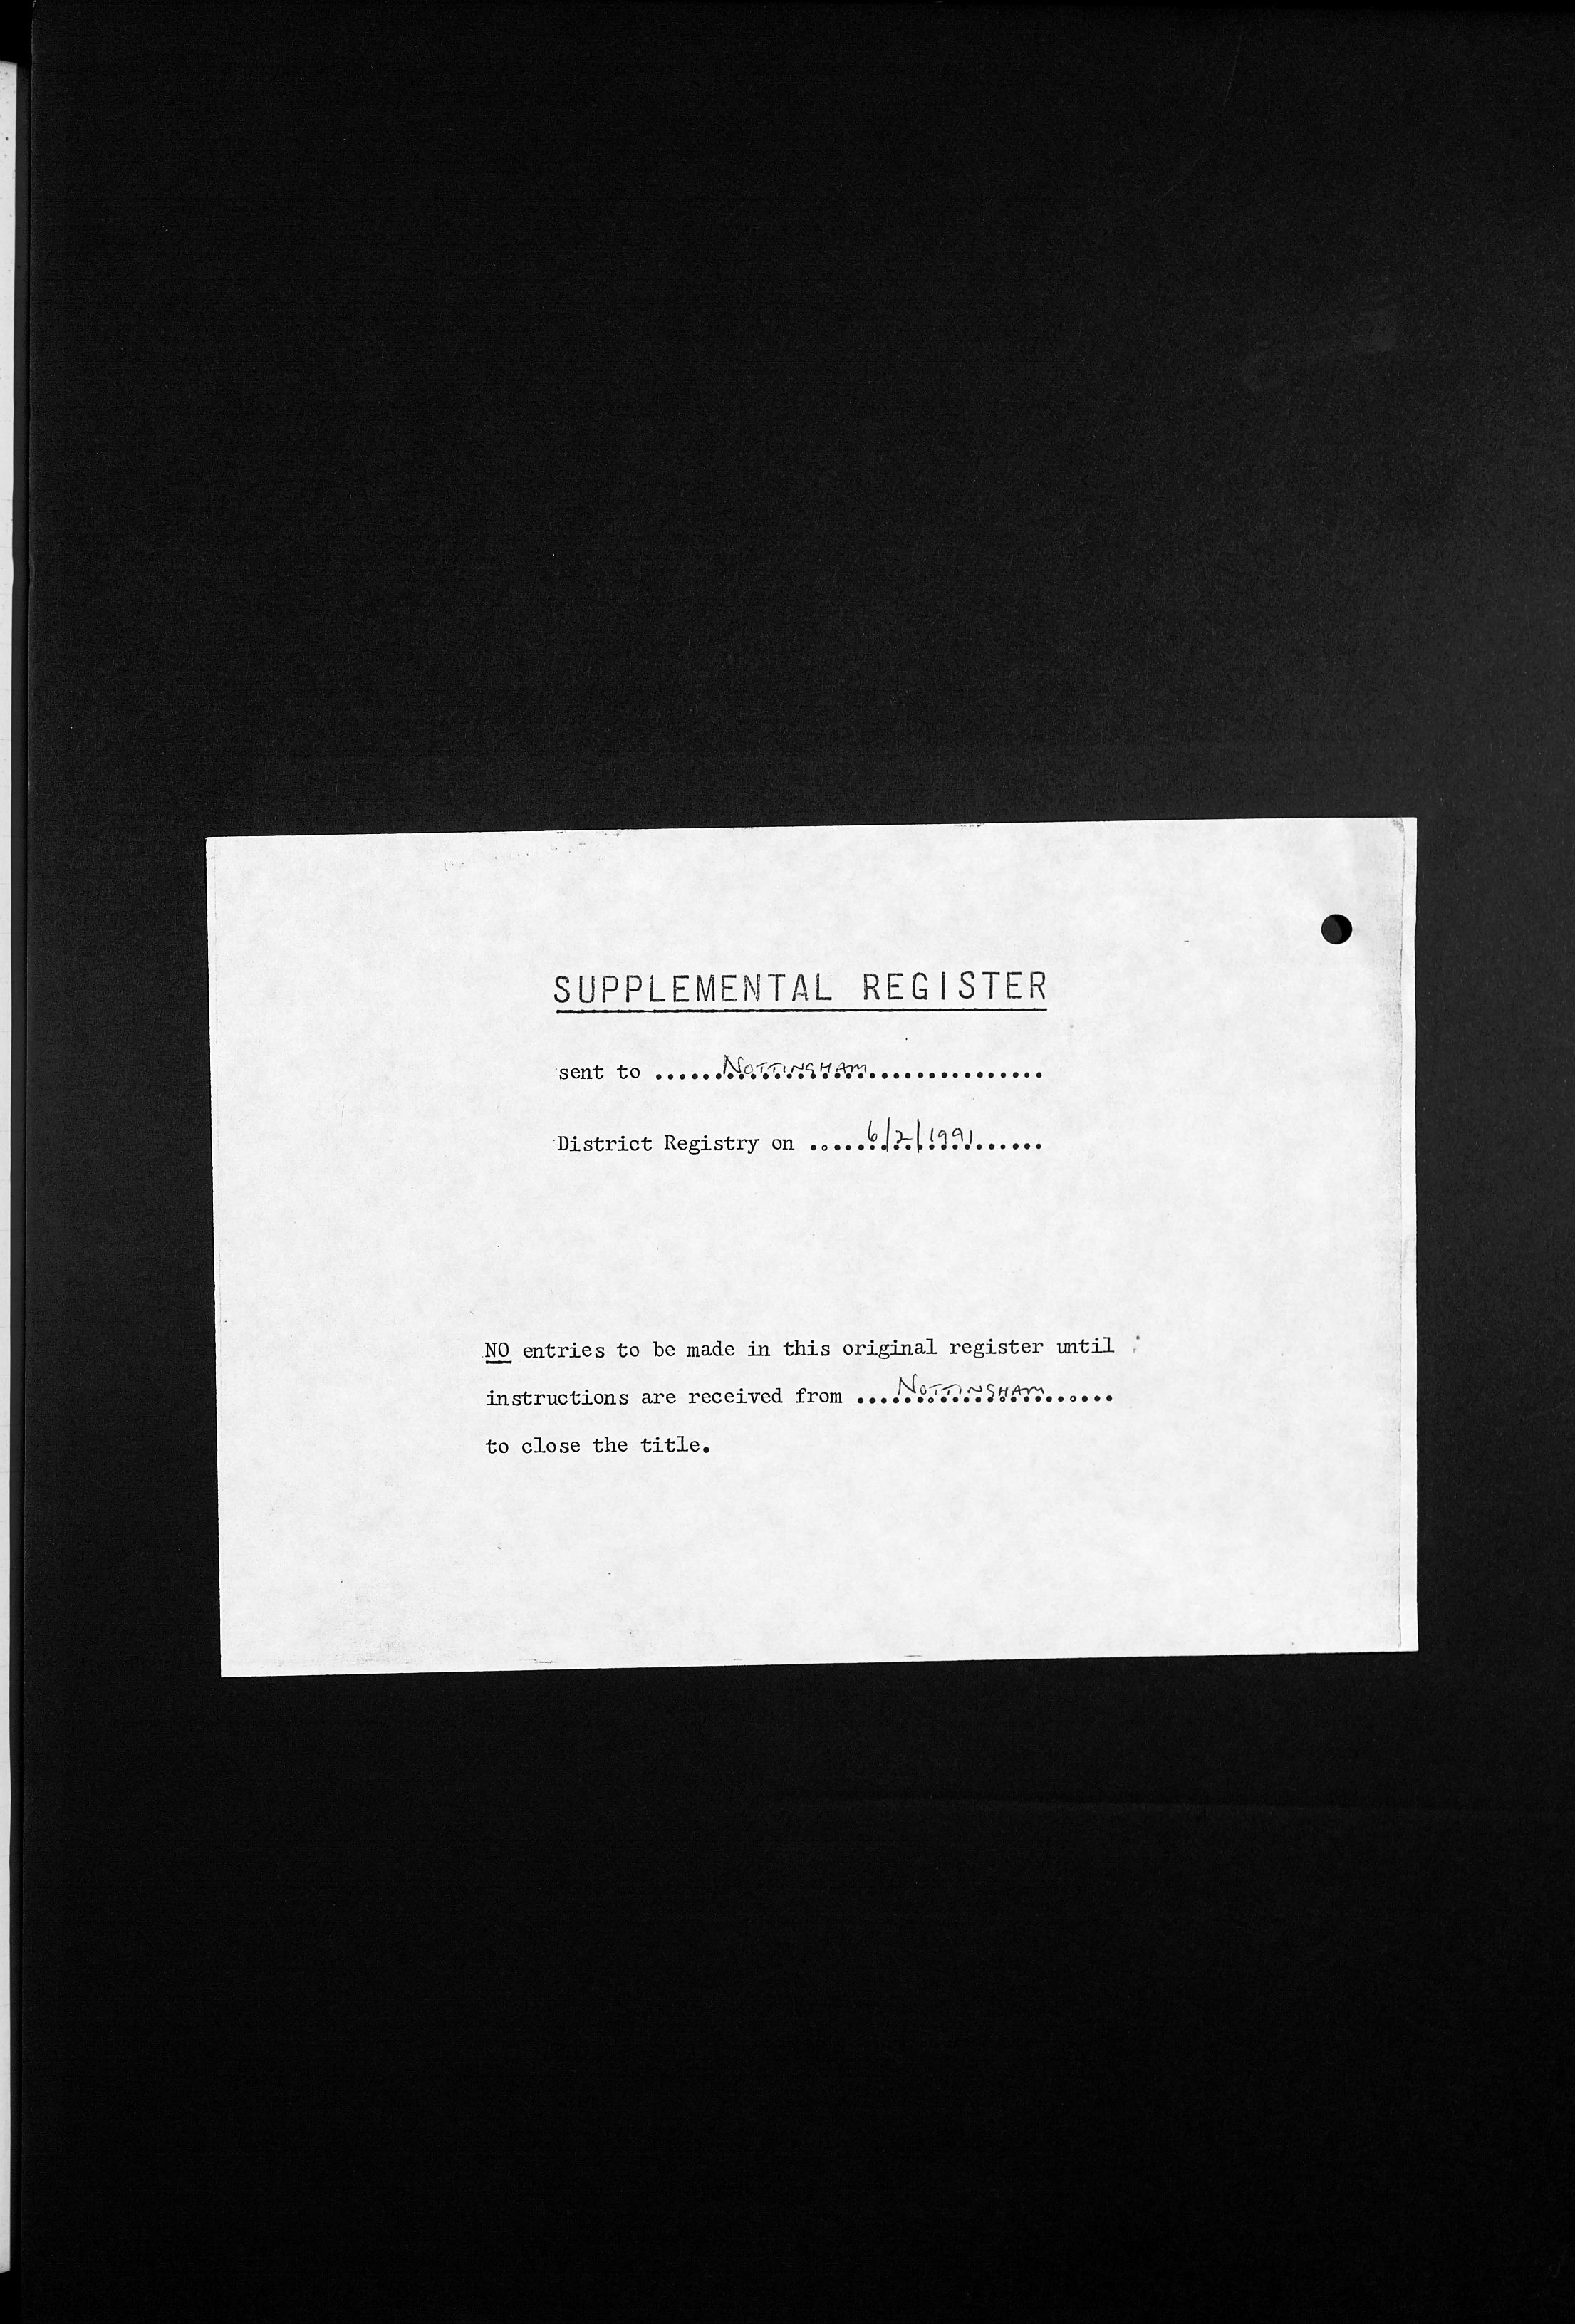 SUPPLEMENTAL REGISTER
sent to ......NOTTINGHAM...............
District Registry on .....6/2/1991......
NO entries to be made in this original register until
instructions are received from ....NOTTINGHAM......
to close the title.